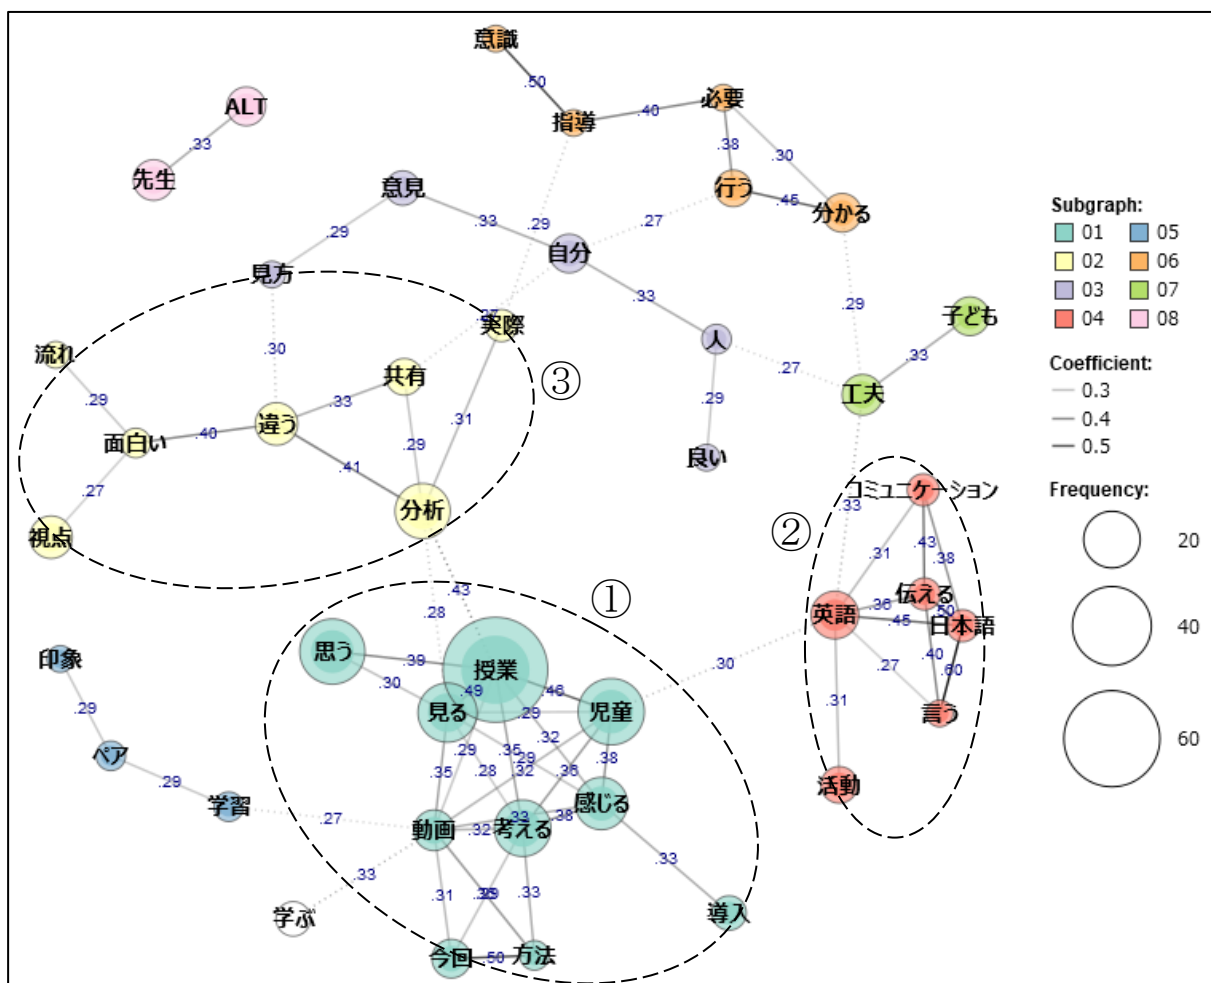 意識
.50
指導
.40
必要
.38
.30
行う
.45
分かる
ALT
.33
先生
意見
.33
.29
見方
自分
.27
.29
.33
人
.27
.29
良い
.29
子ども
.33
工夫
.33
.30
.27
実際
流れ
.29
面白い
.40
違う
.33
共有
.29
.31
.41
.27
視点
分析
③
.43
.28
②
コミュニケーション
.31
.43
.38
伝える
.36
.50
英語
.45
日本語
.40
.60
.27
言う
.31
活動
.30
①
思う
.39
授業
.30
.49
.46
見る
.29
児童
.32
.35
.29
.35
.29
.28
.32
.36
.38
感じる
動画
.32
考える
.33
.38
.33
導入
.31
.33
今回
.50
方法
印象
.29
ペア
.29
学習
.27
.33
学ぶ
Subgraph:
01 05
02 06
03 07
04 08
Coefficient:
0.3
0.4
0.5
Frequency:
20
40
60